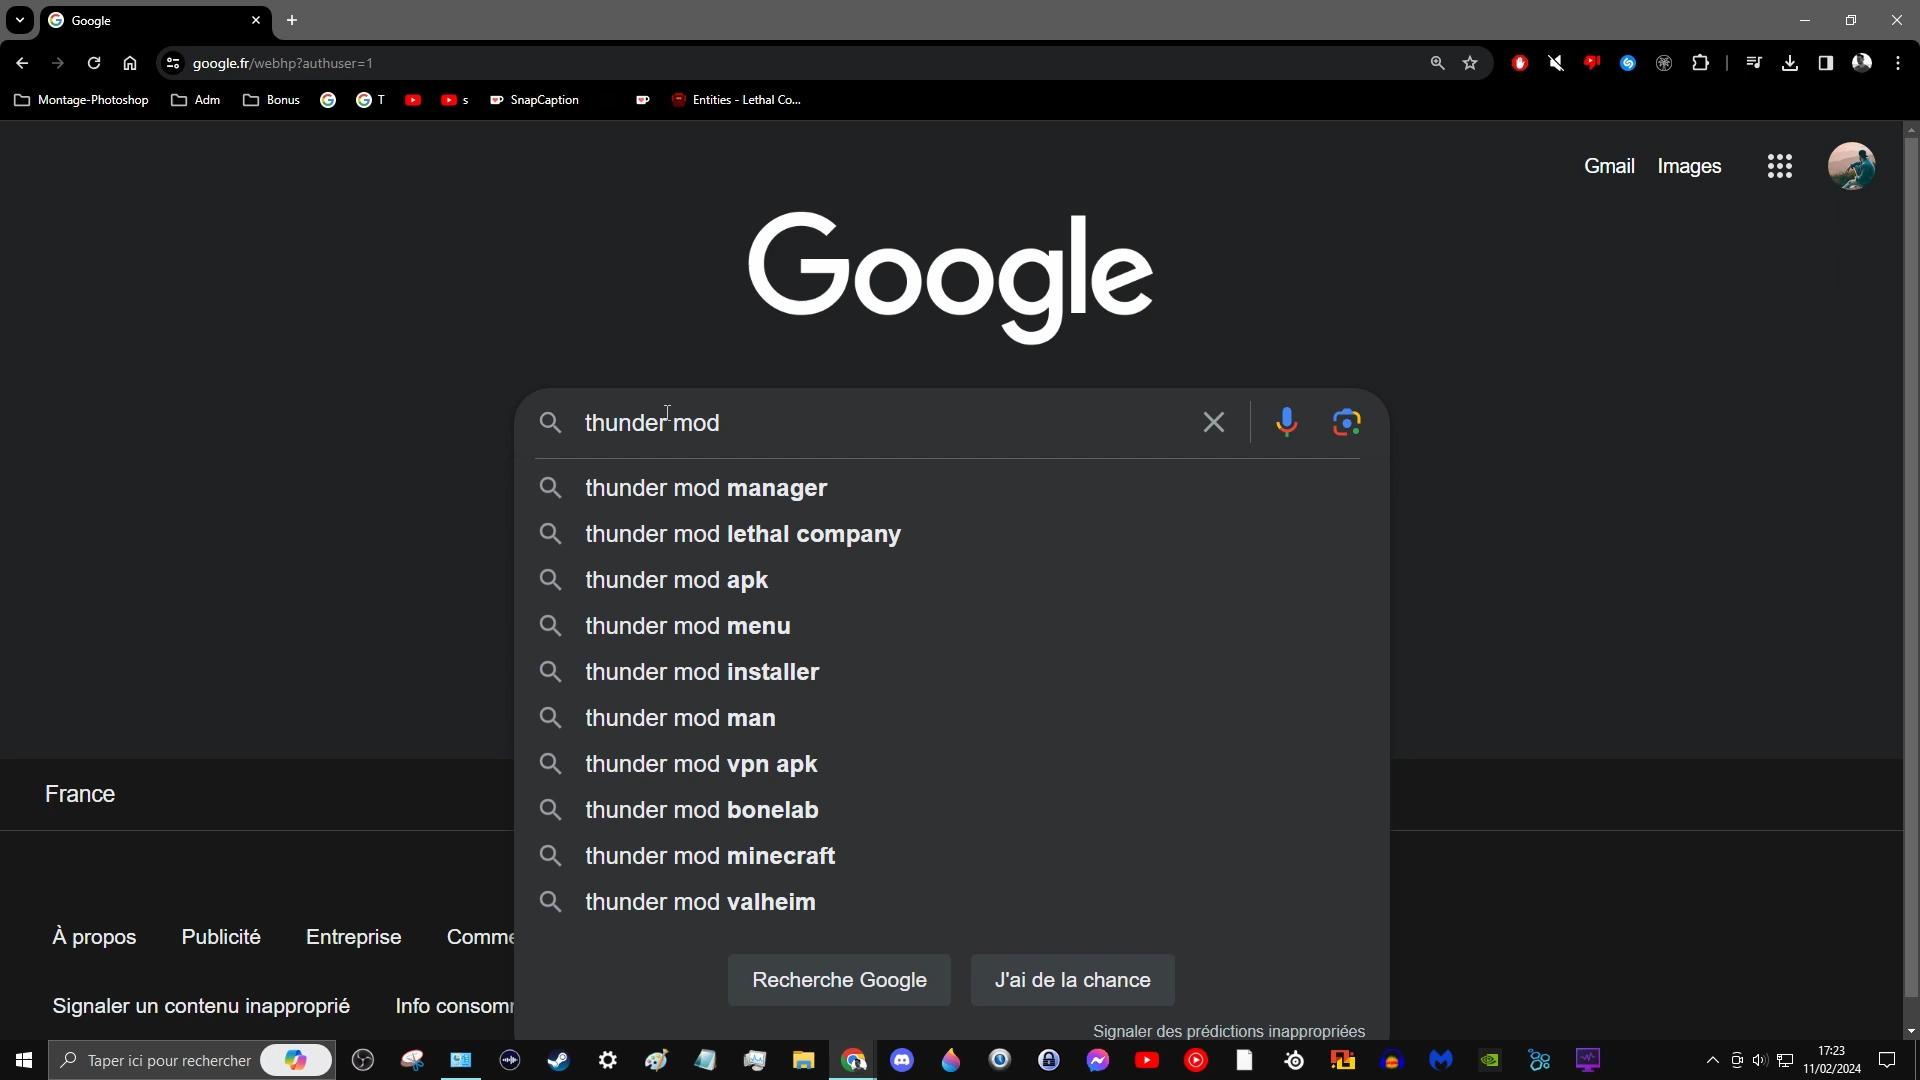 Google
google.fr/webhp?authuser=1
Montage-Photoshop
Adm
Bonus
T
s
SnapCaption
Entities - Lethal Co...
Gmail
Images
Google
thunder mod
thunder mod manager
thunder mod lethal company
thunder mod apk
thunder mod menu
thunder mod installer
thunder mod man
thunder mod vpn apk
thunder mod bonelab
thunder mod minecraft
thunder mod valheim
France
À propos
Publicité
Entreprise
Comme
Recherche Google
J'ai de la chance
Signaler un contenu inapproprié
Info consom
Signaler des prédictions inappropriées
Taper ici pour rechercher
17:23
11/02/2024